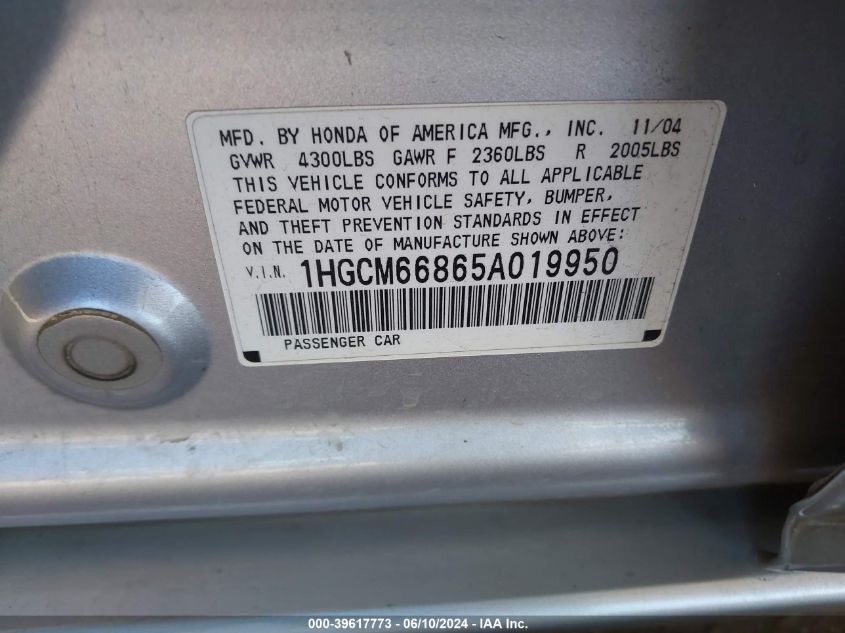 MFD. BY HONDA OF AMERICA MFG., INC. 11/04
GVWR 4300LBS GAWR F 2360LBS R 2005LBS
THIS VEHICLE CONFORMS TO ALL APPLICABLE
FEDERAL MOTOR VEHICLE SAFETY, BUMPER,
AND THEFT PREVENTION STANDARDS IN EFFECT
ON THE DATE OF MANUFACTURE SHOWN ABOVE:
V.I.N. 1HGCM66865A019950
PASSENGER CAR
000-39617773 - 06/10/2024 - IAA Inc.